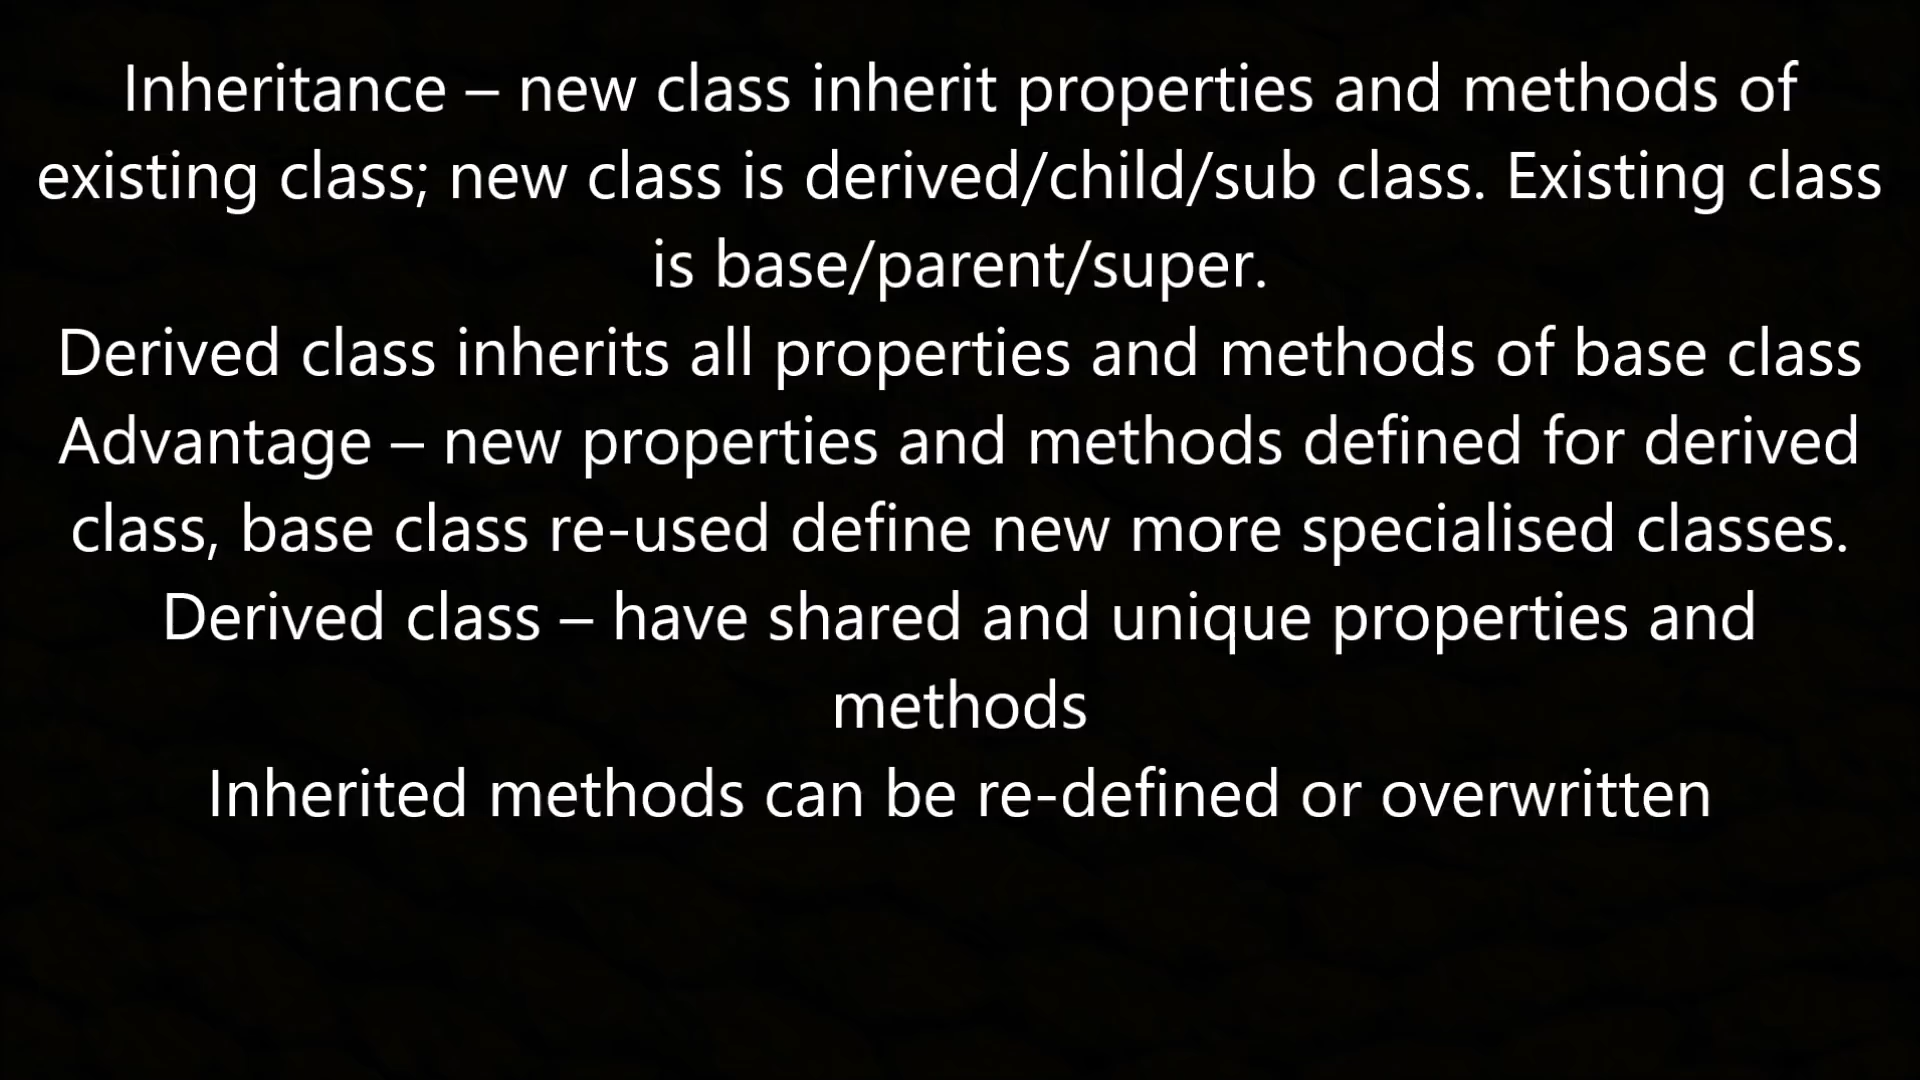 Inheritance – new class inherit properties and methods of
existing class; new class is derived/child/sub class. Existing class
is base/parent/super.
Derived class inherits all properties and methods of base class
Advantage – new properties and methods defined for derived
class, base class re-used define new more specialised classes.
Derived class – have shared and unique properties and
methods
Inherited methods can be re-defined or overwritten